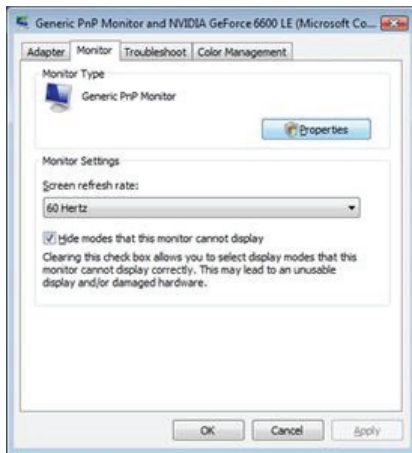 Generic PnP Monitor and NVIDIA GeForce 6600 LE (Microsoft Co...
Adapter Monitor Troubleshoot Color Management
Monitor Type
Generic PnP Monitor
Properties
Monitor Settings
Screen refresh rate:
60 Hertz
Hide modes that this monitor cannot display
Clearing this check box allows you to select display modes that this
monitor cannot display correctly. This may lead to an unusable
display and/or damaged hardware.
OK Cancel Apply